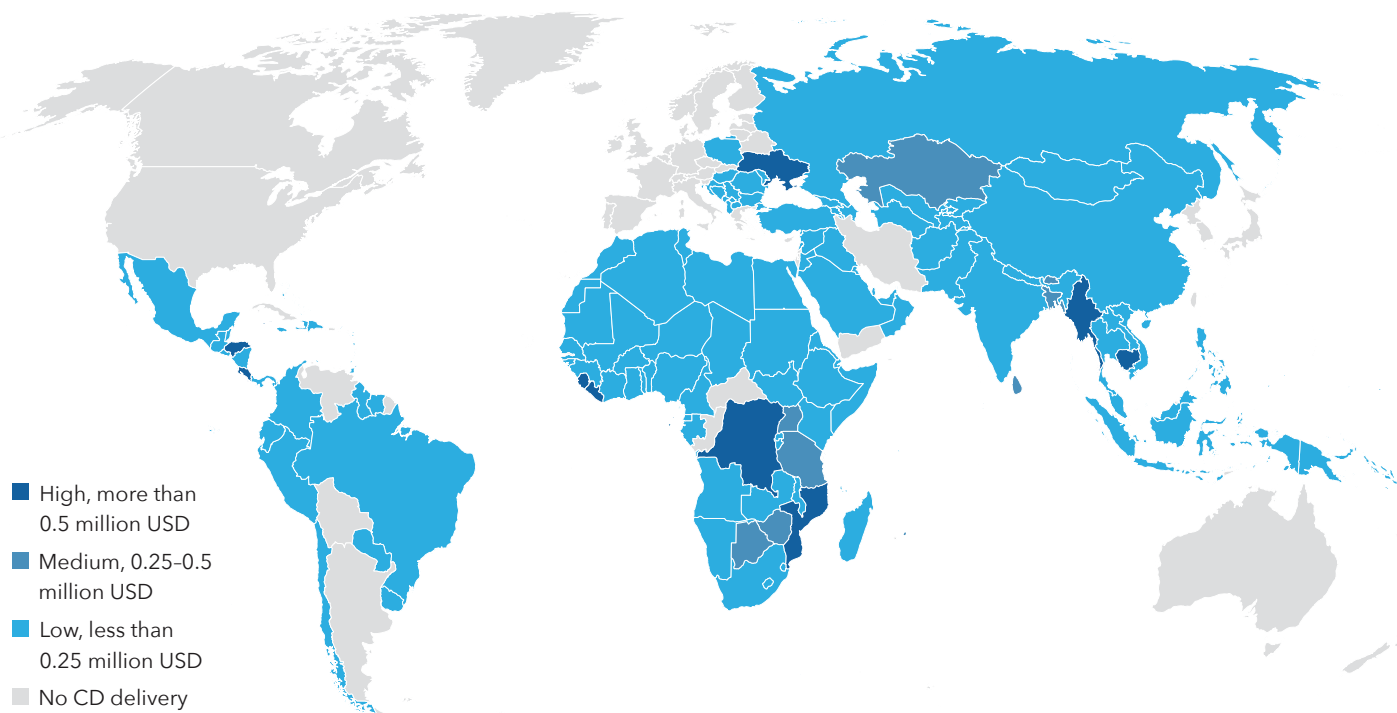 High, more than
0.5 million USD
Medium, 0.25–0.5
million USD
Low, less than
0.25 million USD
No CD delivery